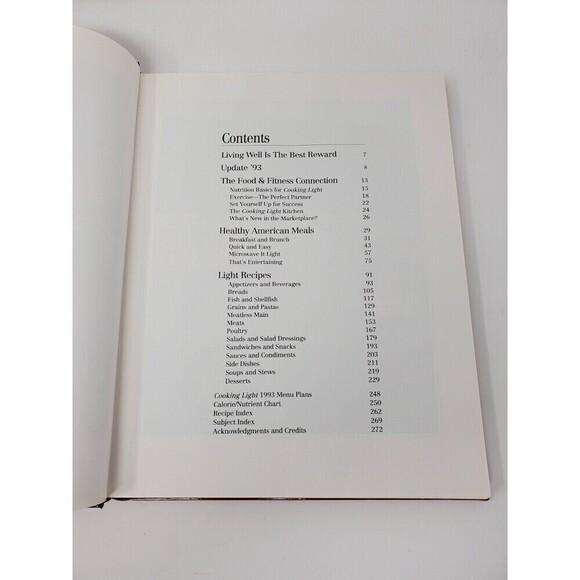 Contents
Living Well Is The Best Reward 7
Update '93 8
The Food & Fitness Connection 13
Nutrition Basics for Cooking Light 15
Exercise—The Perfect Partner 18
Set Yourself Up for Success 22
The Cooking Light Kitchen 24
What's New in the Marketplace? 26
Healthy American Meals 29
Breakfast and Brunch 31
Quick and Easy 43
Microwave It Light 57
That's Entertaining 75
Light Recipes 91
Appetizers and Beverages 93
Breads 105
Fish and Shellfish 117
Grains and Pastas 129
Meatless Main 141
Meats 153
Poultry 167
Salads and Salad Dressings 179
Sandwiches and Snacks 193
Sauces and Condiments 203
Side Dishes 211
Soups and Stews 219
Desserts 229
Cooking Light 1993 Menu Plans 248
Calorie/Nutrient Chart 250
Recipe Index 262
Subject Index 269
Acknowledgments and Credits 272